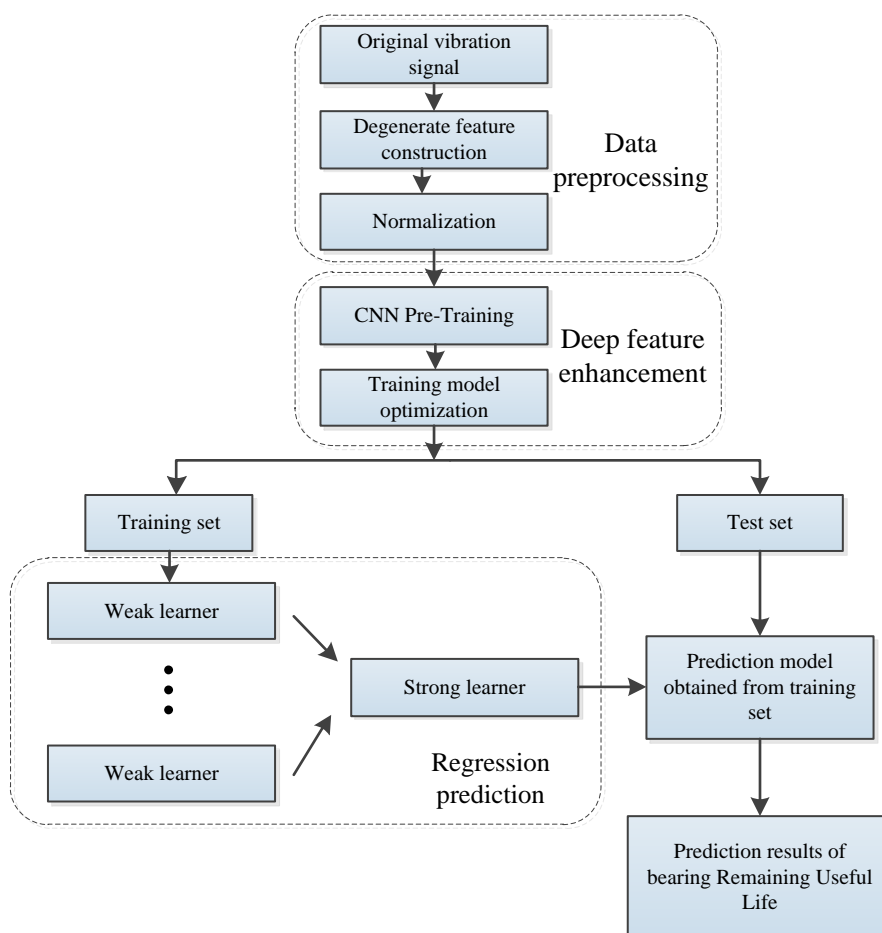 Original vibration
signal
Degenerate feature
construction
Data
preprocessing
Normalization
CNN Pre-Training
Deep feature
enhancement
Training model
optimization
Training set
Test set
Weak learner
Strong learner
Prediction model
obtained from training
set
Weak learner
Regression
prediction
Prediction results of
bearing Remaining Useful
Life